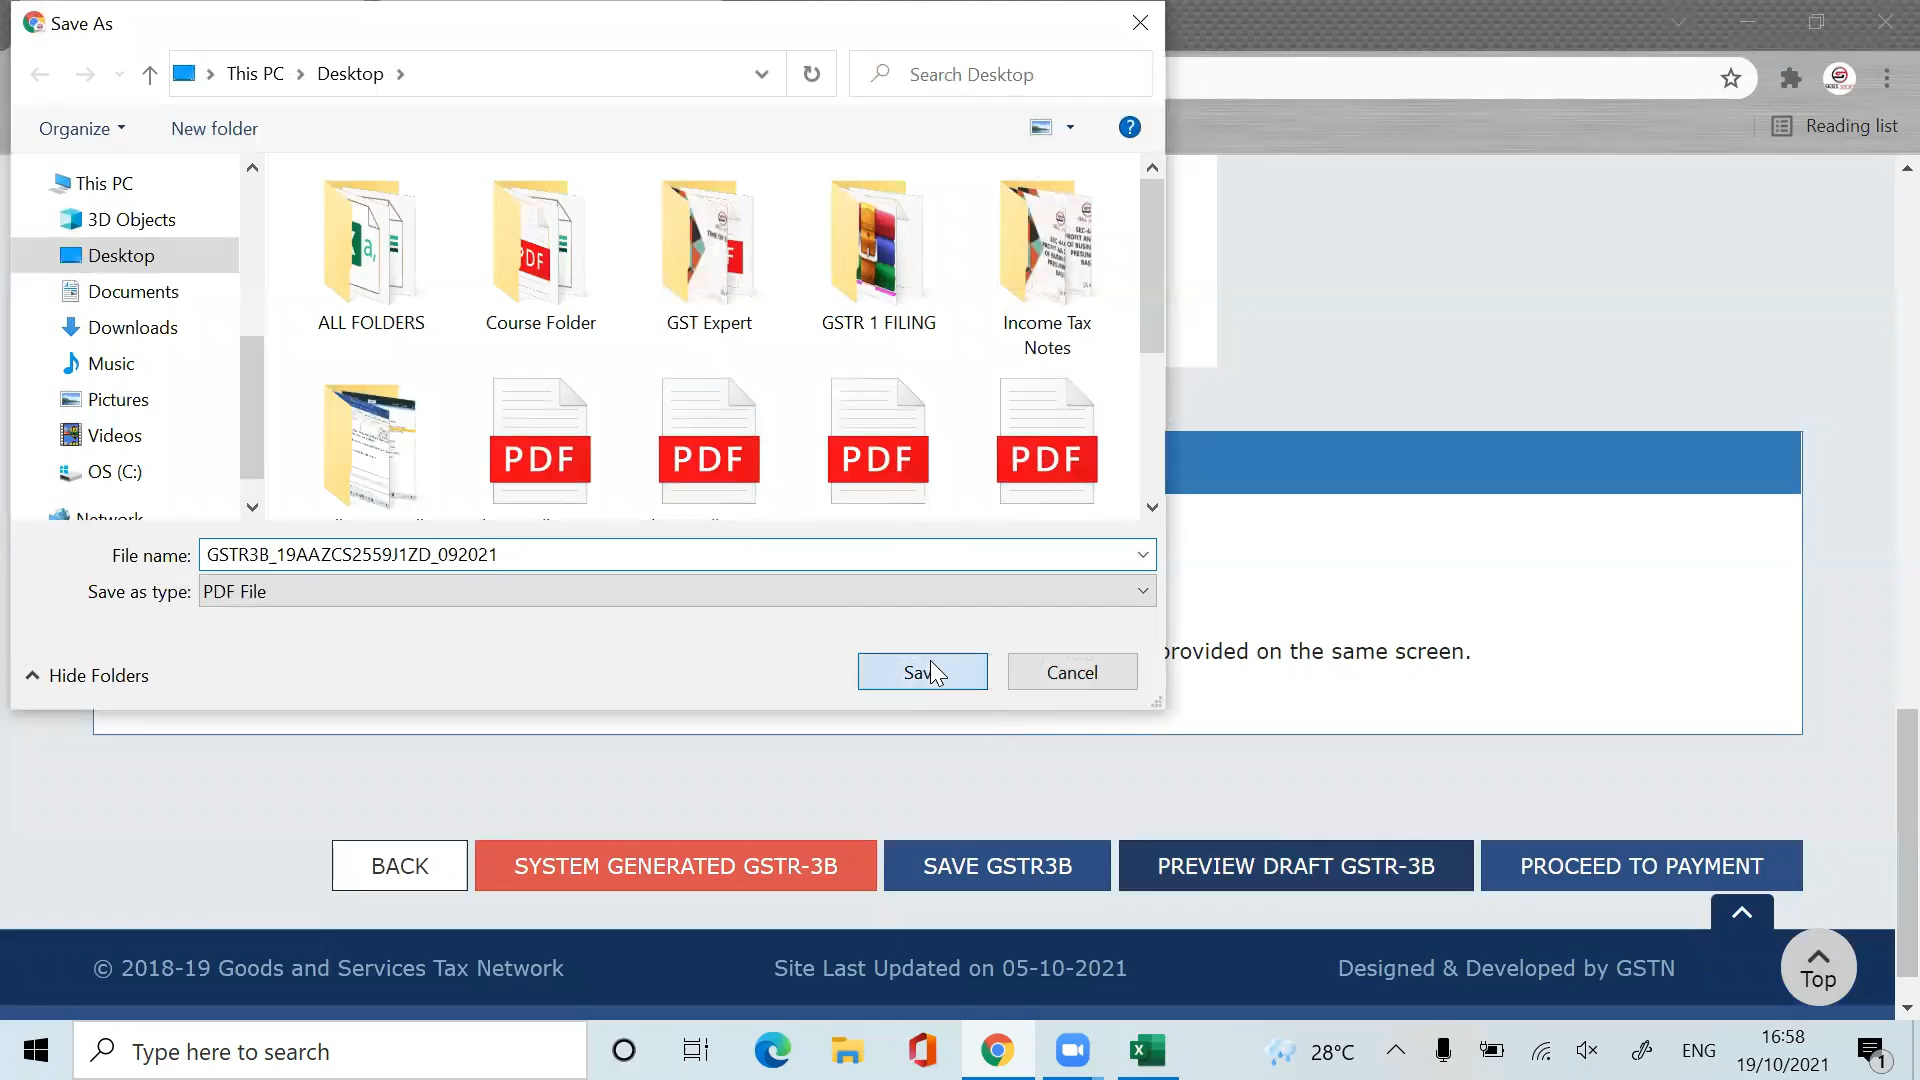 Save As
This PC
Desktop
Search Desktop
Organize
New folder
Reading list
This PC
3D Objects
Desktop
Documents
Downloads
Music
Pictures
Videos
OS (C:)
Network
ALL FOLDERS
Course Folder
GST Expert
GSTR 1 FILING
Income Tax
Notes
PDF
PDF
PDF
PDF
PDF
File name:
GSTR3B_19AAZCS2559J1ZD_092021
Save as type:
PDF File
Hide Folders
Save
Cancel
provided on the same screen.
BACK
SYSTEM GENERATED GSTR-3B
SAVE GSTR3B
PREVIEW DRAFT GSTR-3B
PROCEED TO PAYMENT
© 2018-19 Goods and Services Tax Network
Site Last Updated on 05-10-2021
Designed & Developed by GSTN
Top
Type here to search
28°C
ENG
16:58
19/10/2021
1